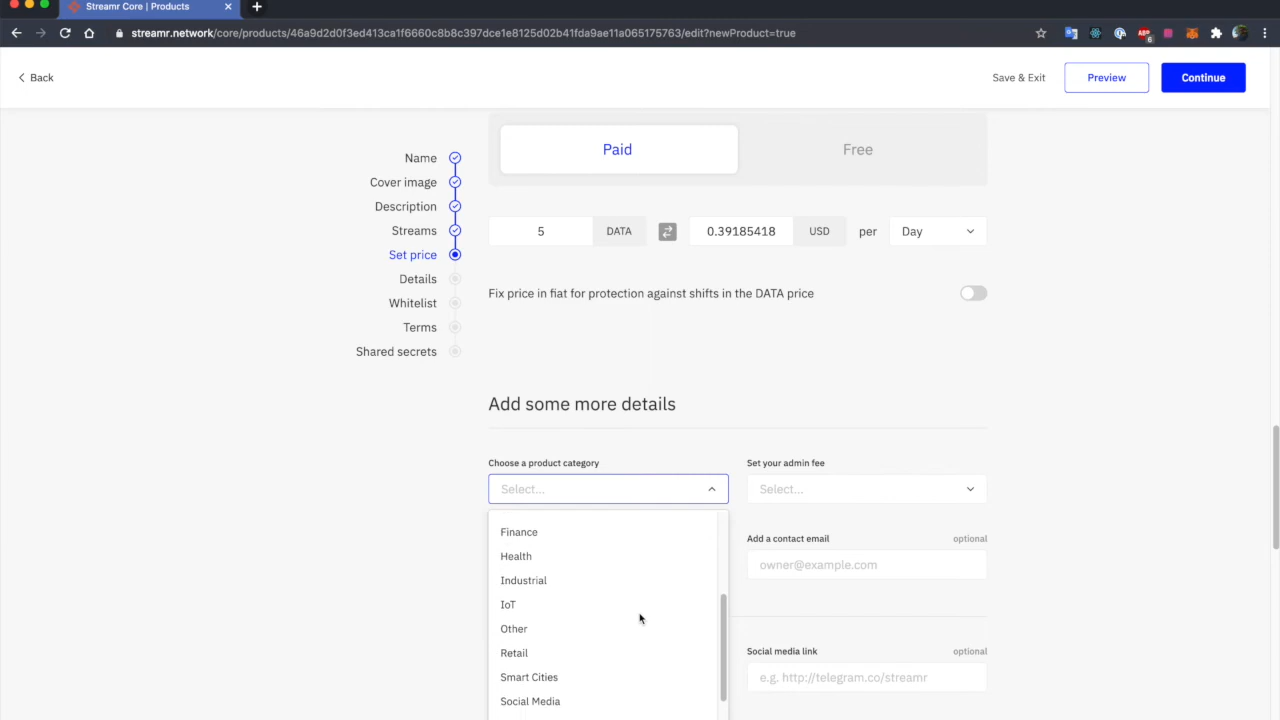 Streamr Core | Products
streamr.network/core/products/46a9d2d0f3ed413ca1f6660c8b8c397dce1e8125d02b41fda9ae11a065175763/edit?newProduct=true
6
Back
Save & Exit
Preview
Continue
Paid
Free
Name
Cover image
Description
Streams
Set price
Details
Whitelist
Terms
Shared secrets
5 DATA 0.39185418 USD per Day
Fix price in fiat for protection against shifts in the DATA price
Add some more details
Choose a product category
Set your admin fee
Select...
Select...
Finance
Health
Industrial
IoT
Other
Retail
Smart Cities
Social Media
Add a contact email optional
owner@example.com
Social media link optional
e.g. http://telegram.co/streamr